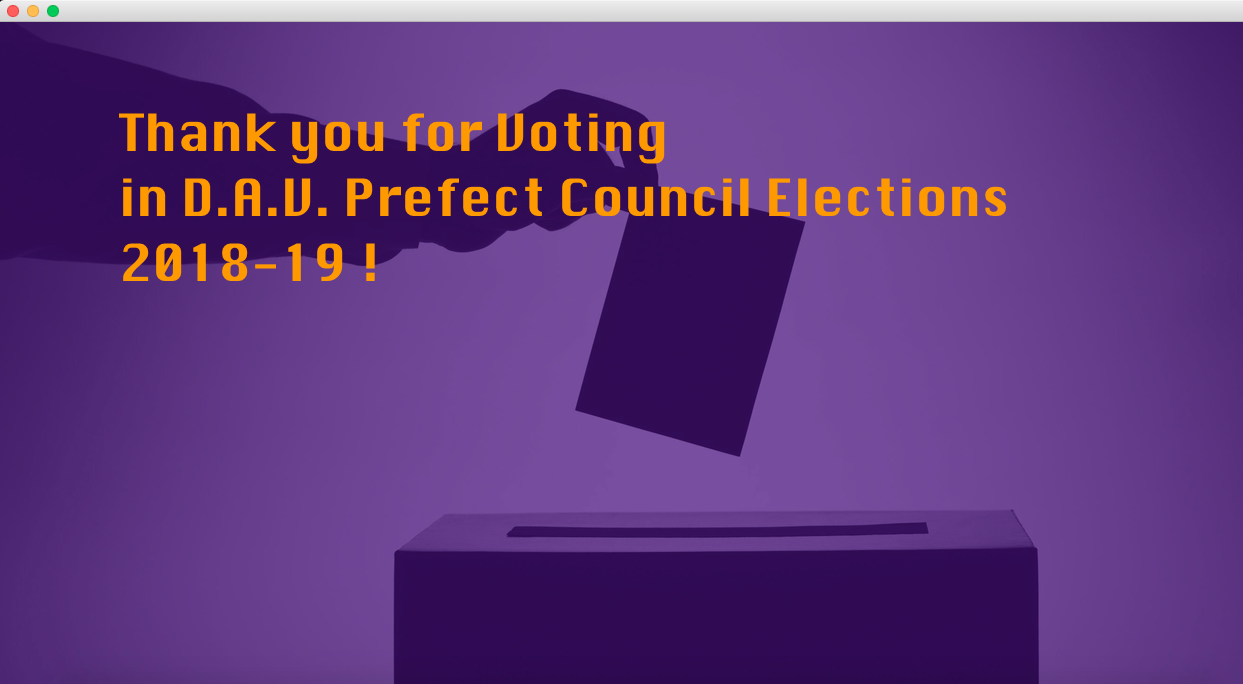 Thank you for Voting
in D.A.V. Prefect Council Elections
2018-19 !